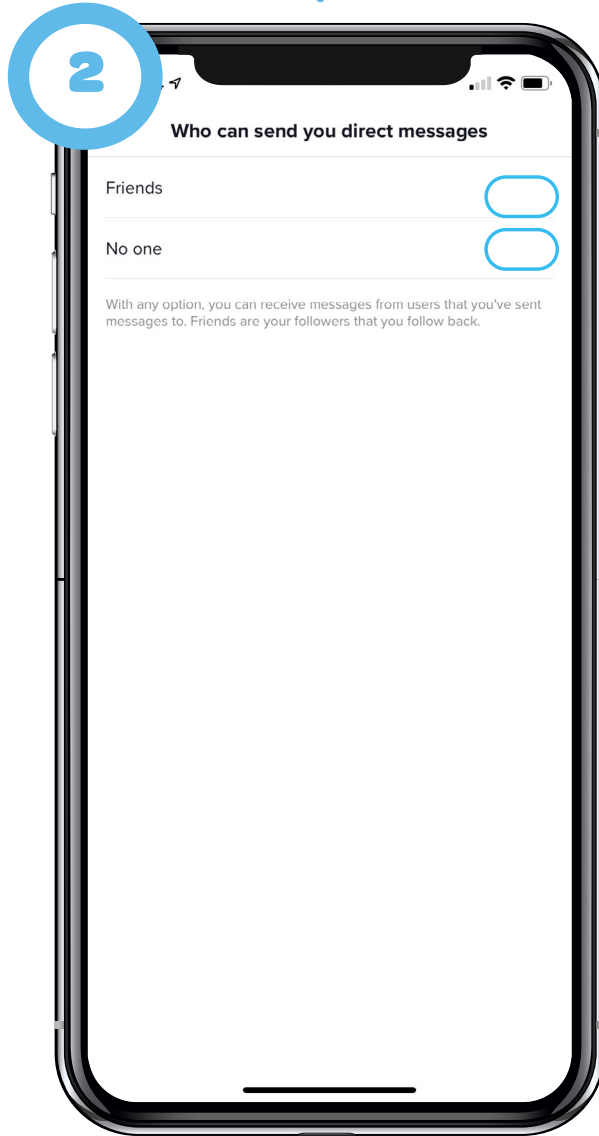 2
Who can send you direct messages
Friends
No one
With any option, you can receive messages from users that you've sent
messages to. Friends are your followers that you follow back.